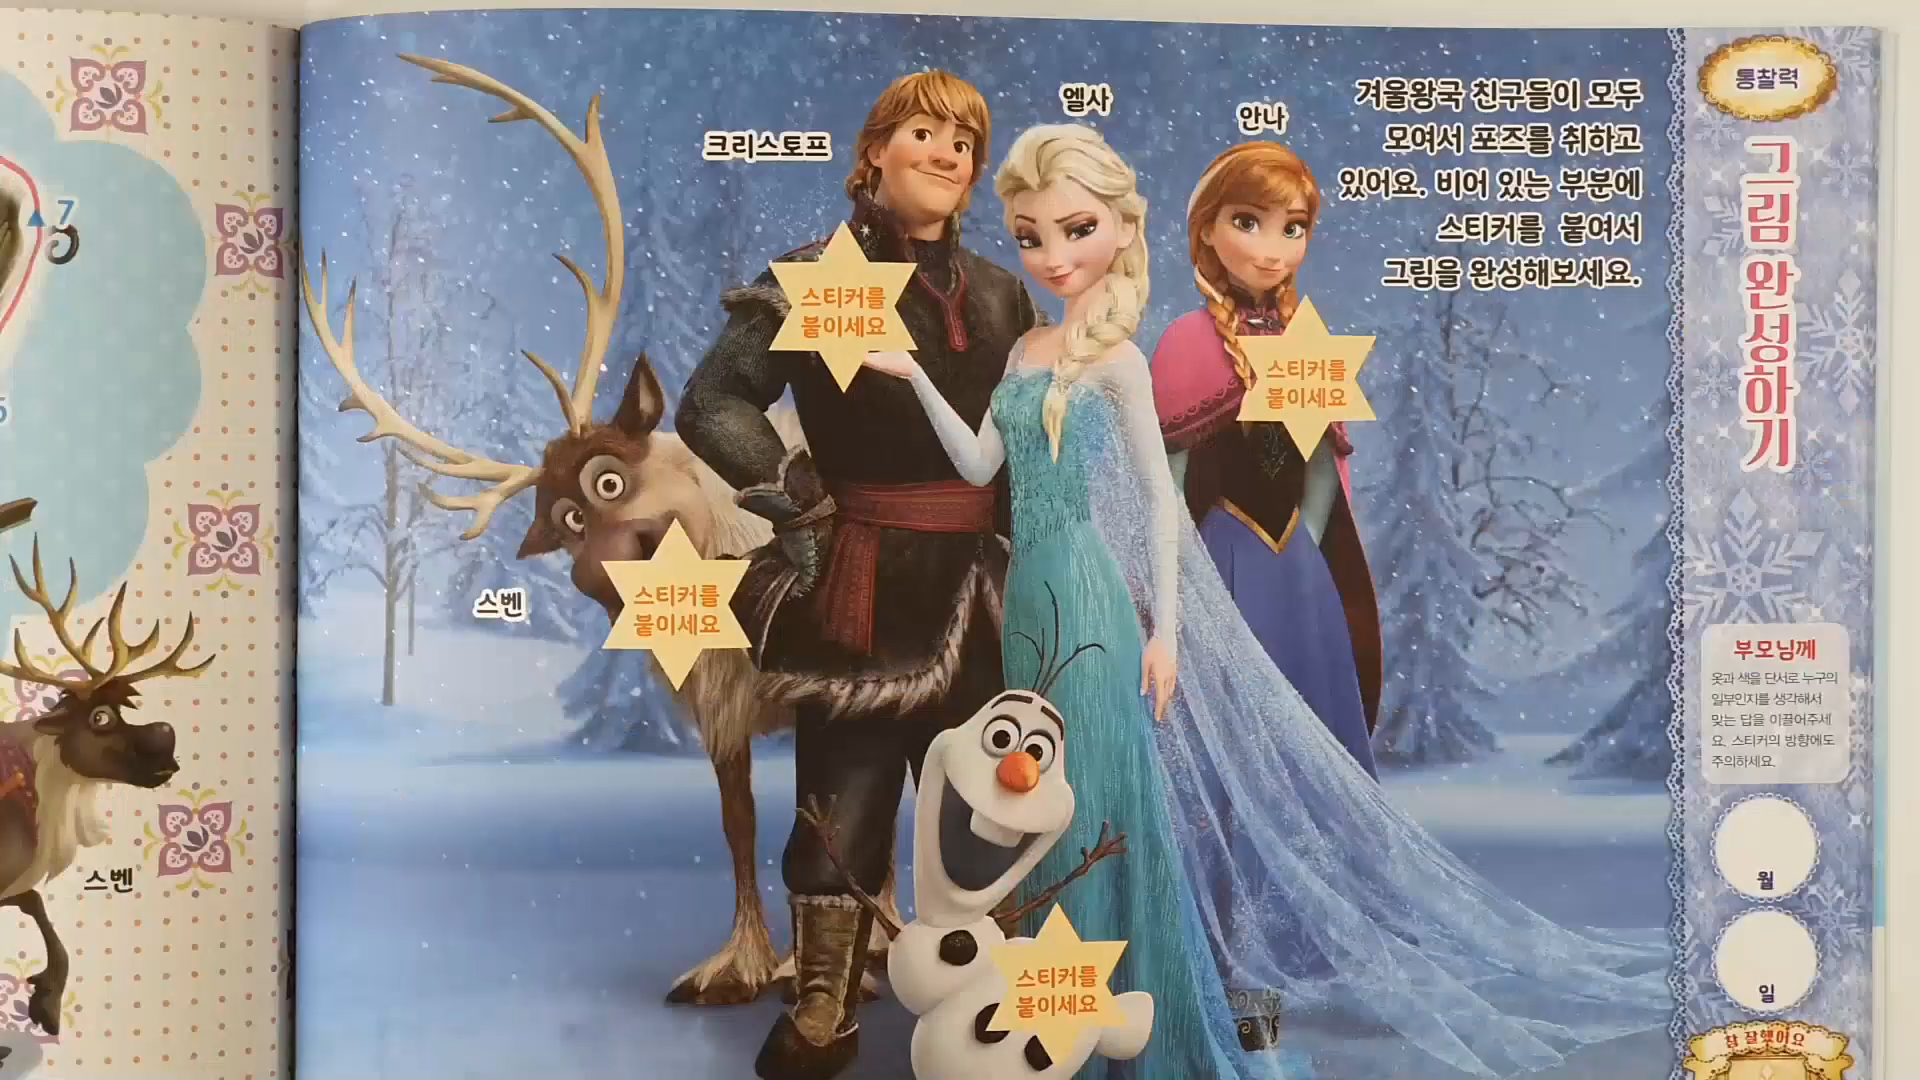 7
스벤
크리스토프
엘사
안나
스벤
겨울왕국 친구들이 모두
모여서 포즈를 취하고
있어요. 비어 있는 부분에
스티커를 붙여서
그림을 완성해보세요.
스티커를
붙이세요
스티커를
붙이세요
스티커를
붙이세요
스티커를
붙이세요
통찰력
그림 완성하기
부모님께
옷과 색을 단서로 누구의
일부인지를 생각해서
맞는 답을 이끌어주세
요. 스티커의 방향에도
주의하세요.
월
일
참 잘했어요